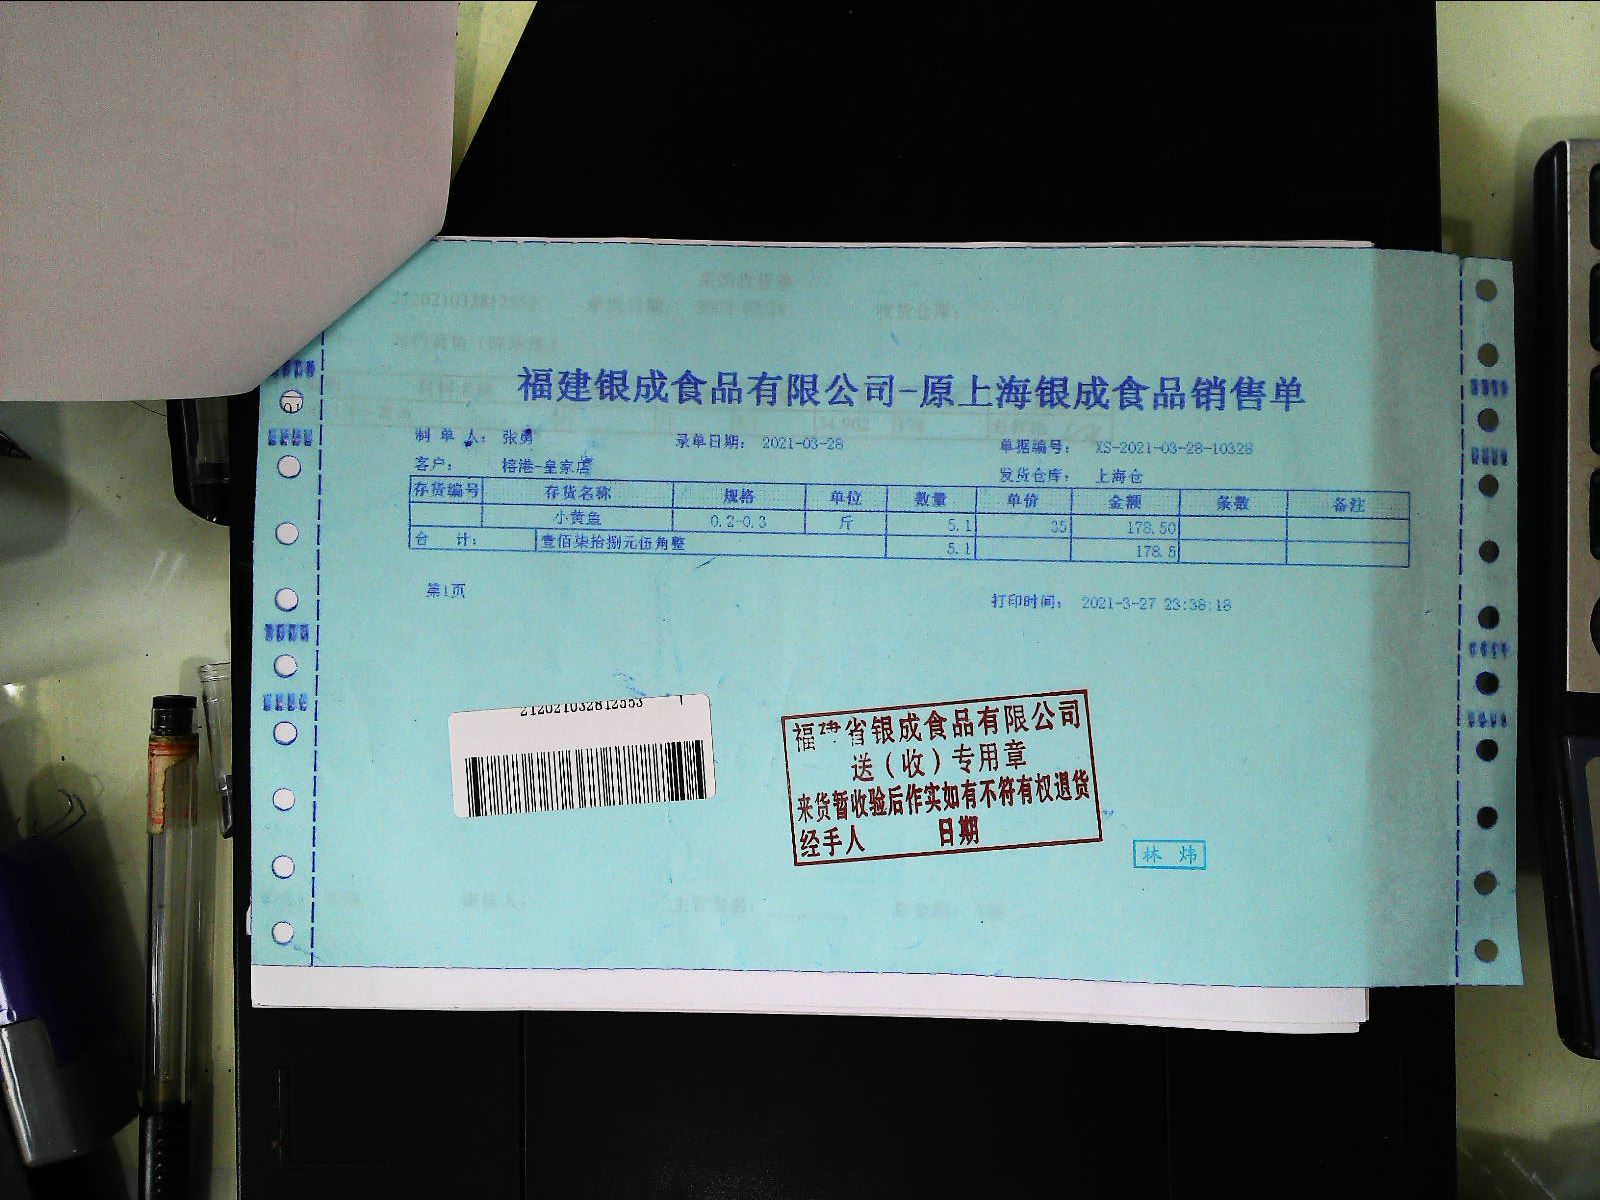 福建银成食品有限公司-原上海银成食品销售单
制 单 人： 张勇 录单日期： 2021-03-28 单据编号： XS-2021-03-28-10328
客户： 榕港-皇家店 发货仓库： 上海仓
存货编号 存货名称 规格 单位 数量 单价 金额 条数 备注
小黄鱼 0.2-0.3 斤 5.1 35 178.50
合 计： 壹佰柒拾捌元伍角整 5.1 178.5
第1页 打印时间： 2021-3-27 23:38:18
212021032812553
福建省银成食品有限公司
送（收）专用章
来货暂收验后作实如有不符有权退货
经手人 日期
林 炜